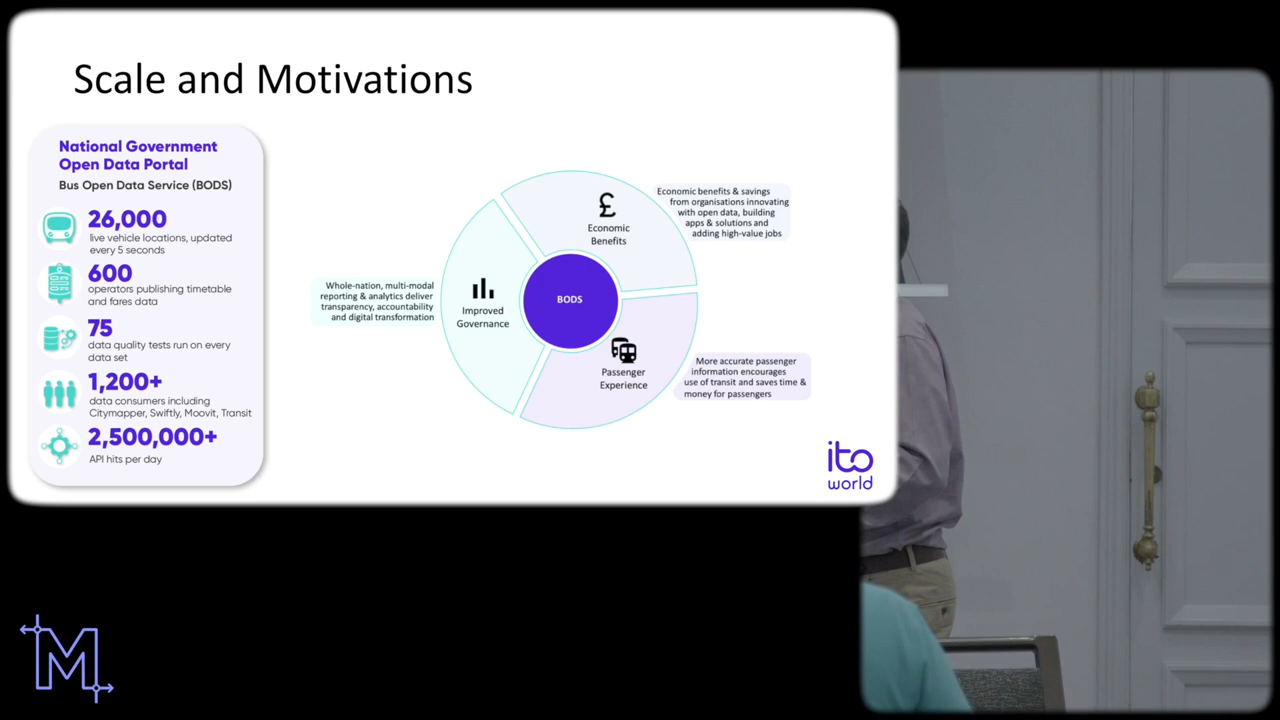 Scale and Motivations
National Government
Open Data Portal
Bus Open Data Service (BODS)
26,000
live vehicle locations, updated
every 5 seconds
600
operators publishing timetable
and fares data
75
data quality tests run on every
data set
1,200+
data consumers including
Citymapper, Swiftly, Moovit, Transit
2,500,000+
API hits per day
£
Economic
Benefits
Economic benefits & savings
from organisations innovating
with open data, building
apps & solutions and
adding high-value jobs
Whole-nation, multi-modal
reporting & analytics deliver
transparency, accountability
and digital transformation
Improved
Governance
BODS
Passenger
Experience
More accurate passenger
information encourages
use of transit and saves time &
money for passengers
ito
world
M